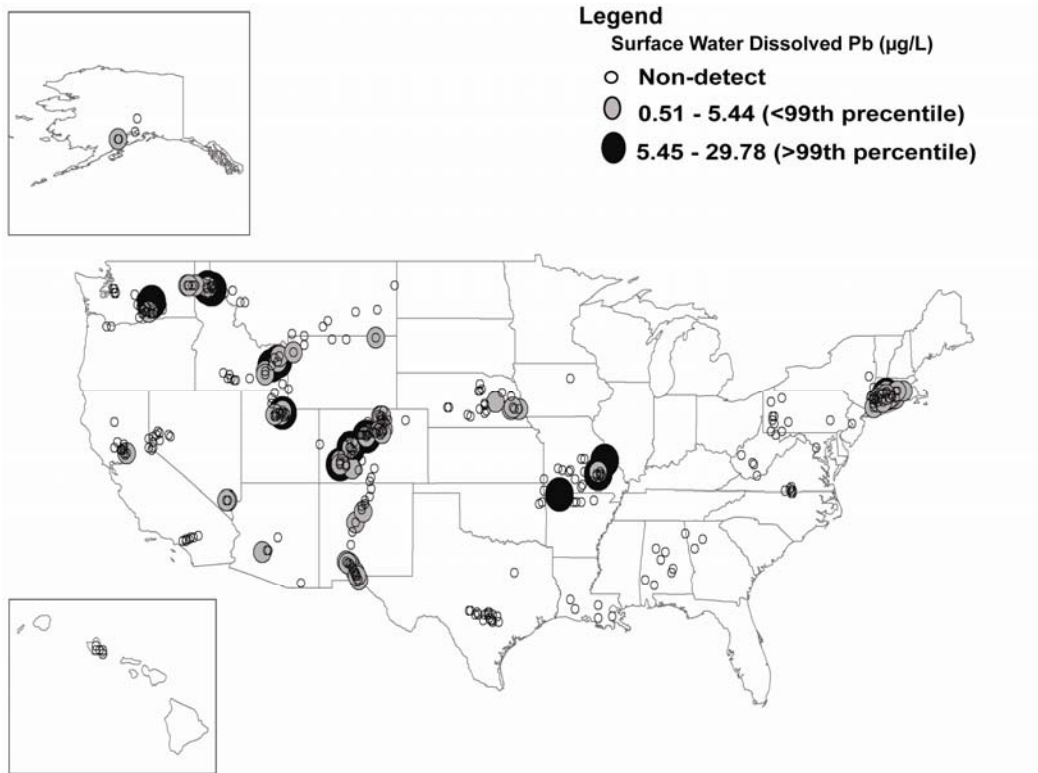 Legend
Surface Water Dissolved Pb (µg/L)
Non-detect
0.51 - 5.44 (<99th precentile)
5.45 - 29.78 (>99th percentile)